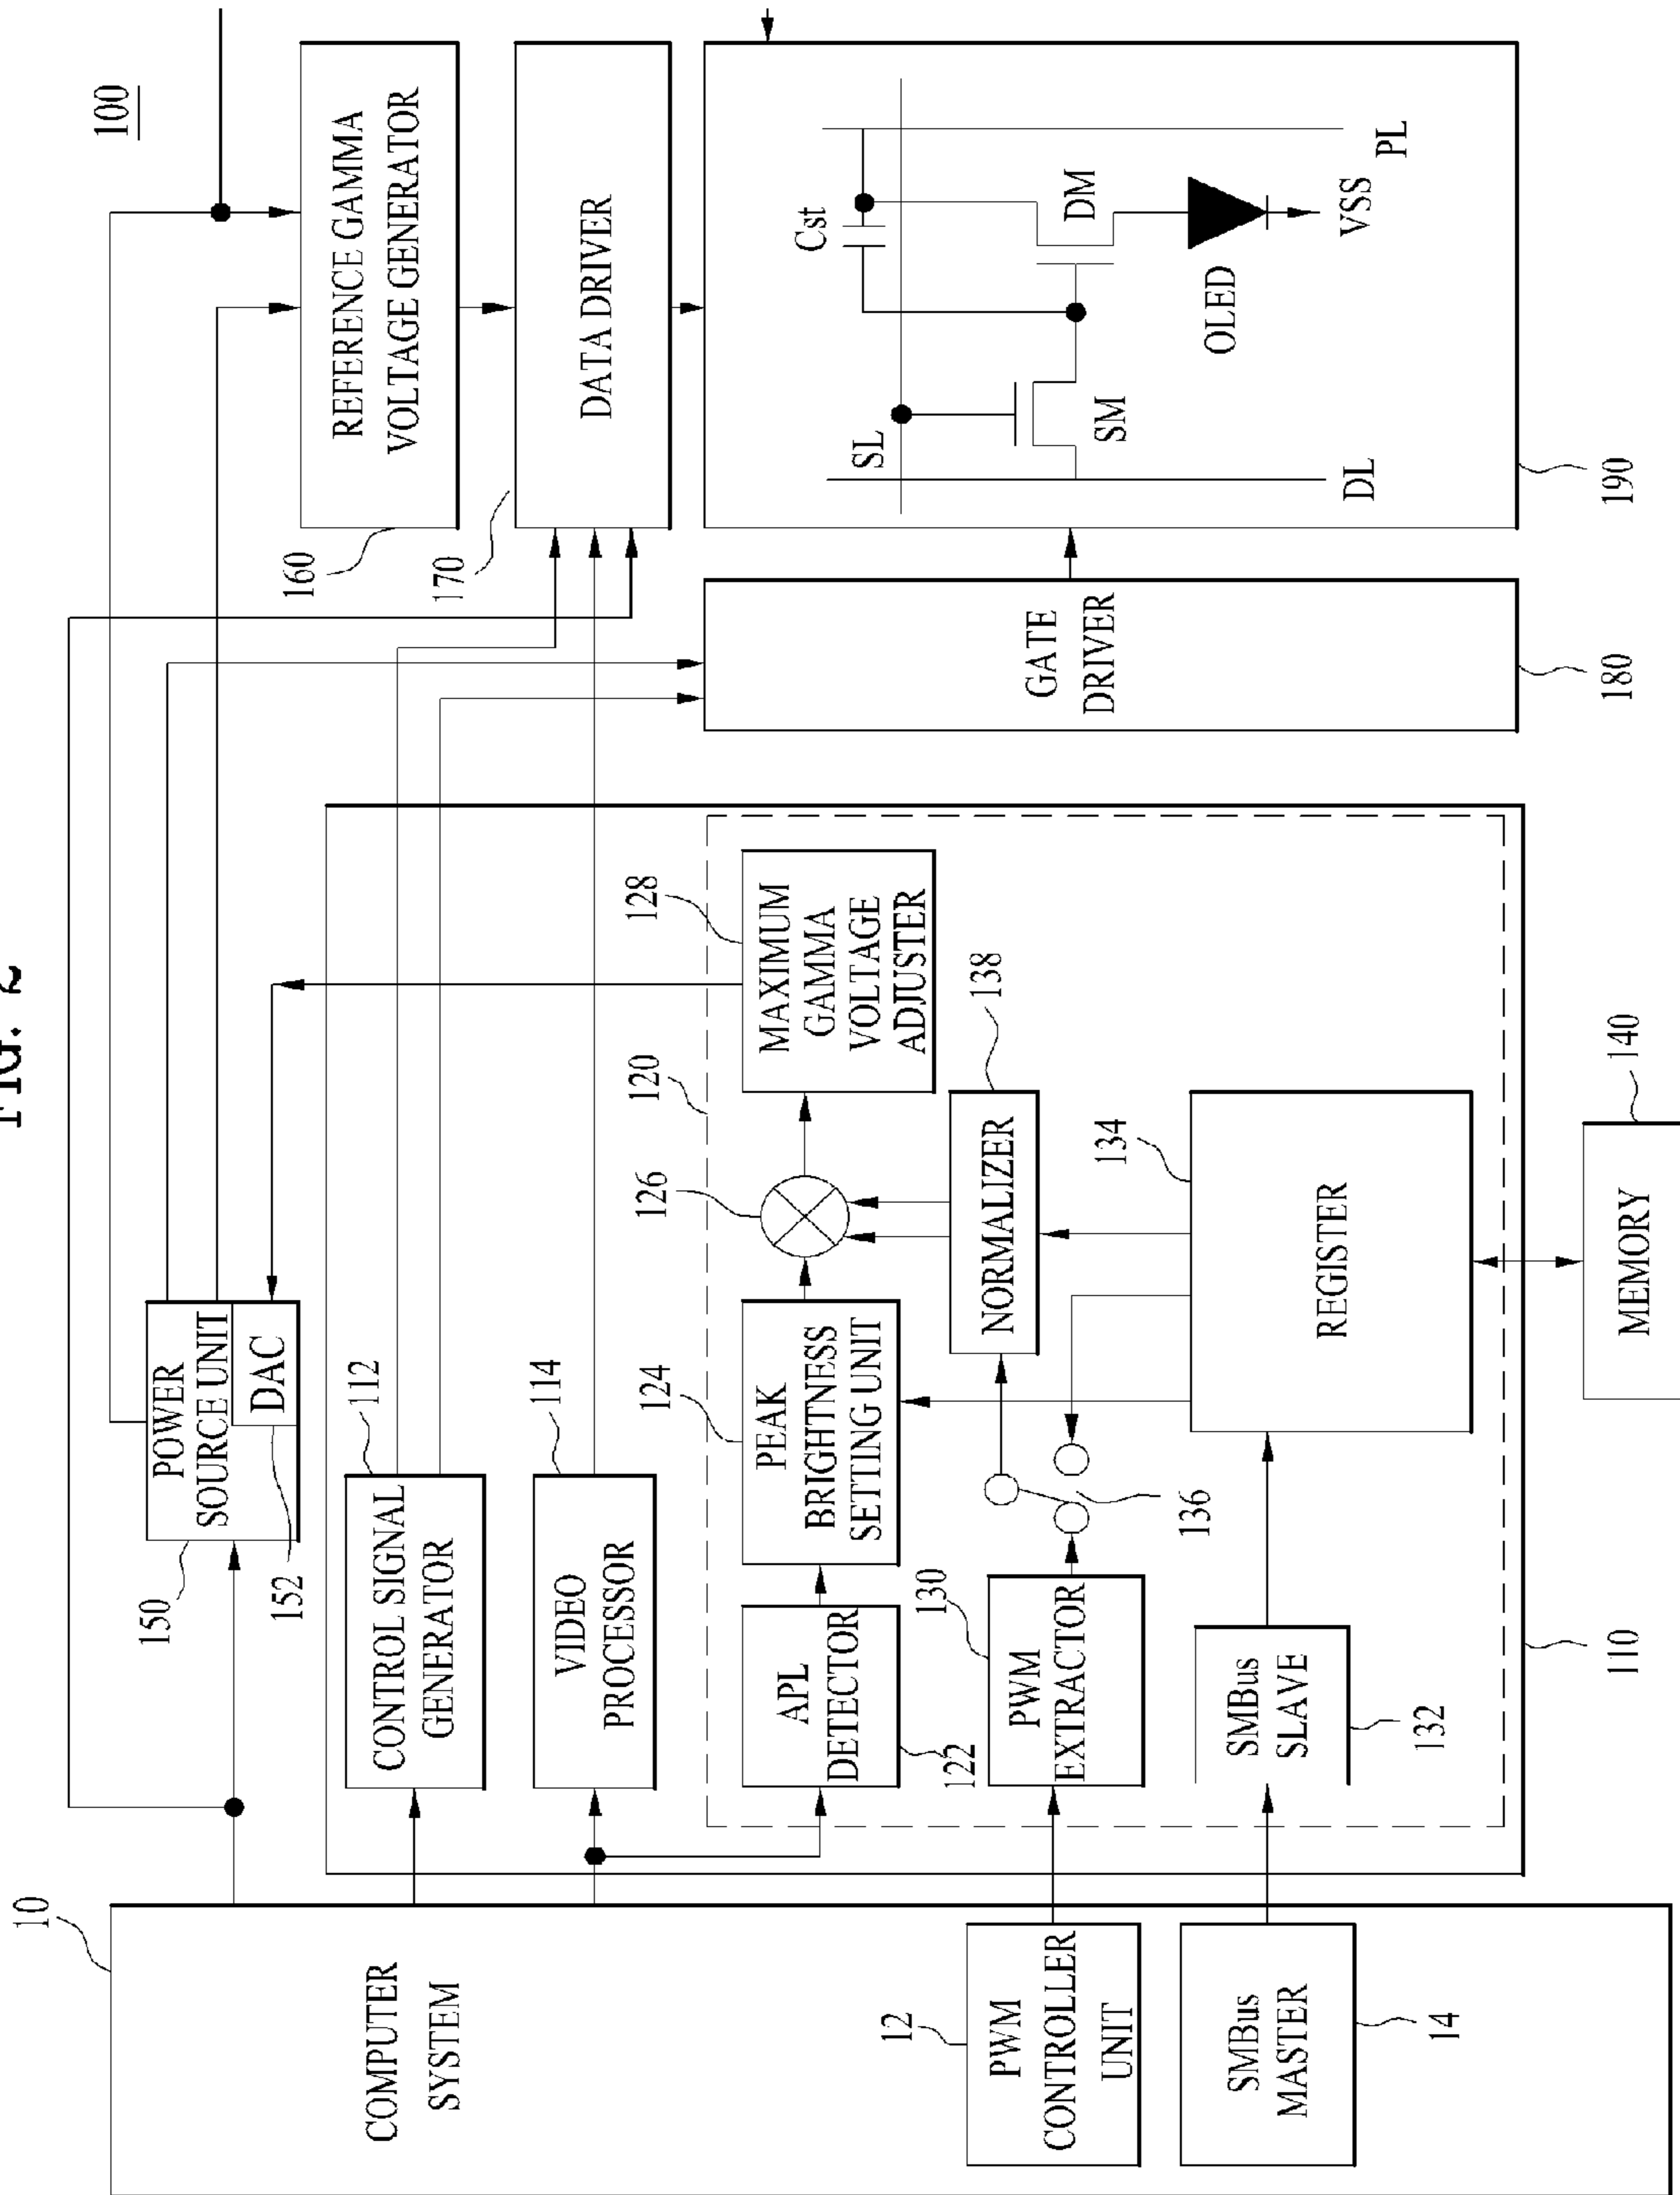 FIG. 2
100
10
COMPUTER
SYSTEM
12
PWM
CONTROLLER
UNIT
SMBus
MASTER
14
150
POWER
SOURCE UNIT
DAC
152
112
CONTROL SIGNAL
GENERATOR
114
VIDEO
PROCESSOR
120
APL
DETECTOR
122
124
PEAK
BRIGHTNESS
SETTING UNIT
126
128
MAXIMUM
GAMMA
VOLTAGE
ADJUSTER
130
PWM
EXTRACTOR
136
138
NORMALIZER
SMBus
SLAVE
132
134
REGISTER
110
140
MEMORY
160
REFERENCE GAMMA
VOLTAGE GENERATOR
170
DATA DRIVER
GATE
DRIVER
180
SL
Cst
SM
DM
OLED
DL
VSS
PL
190